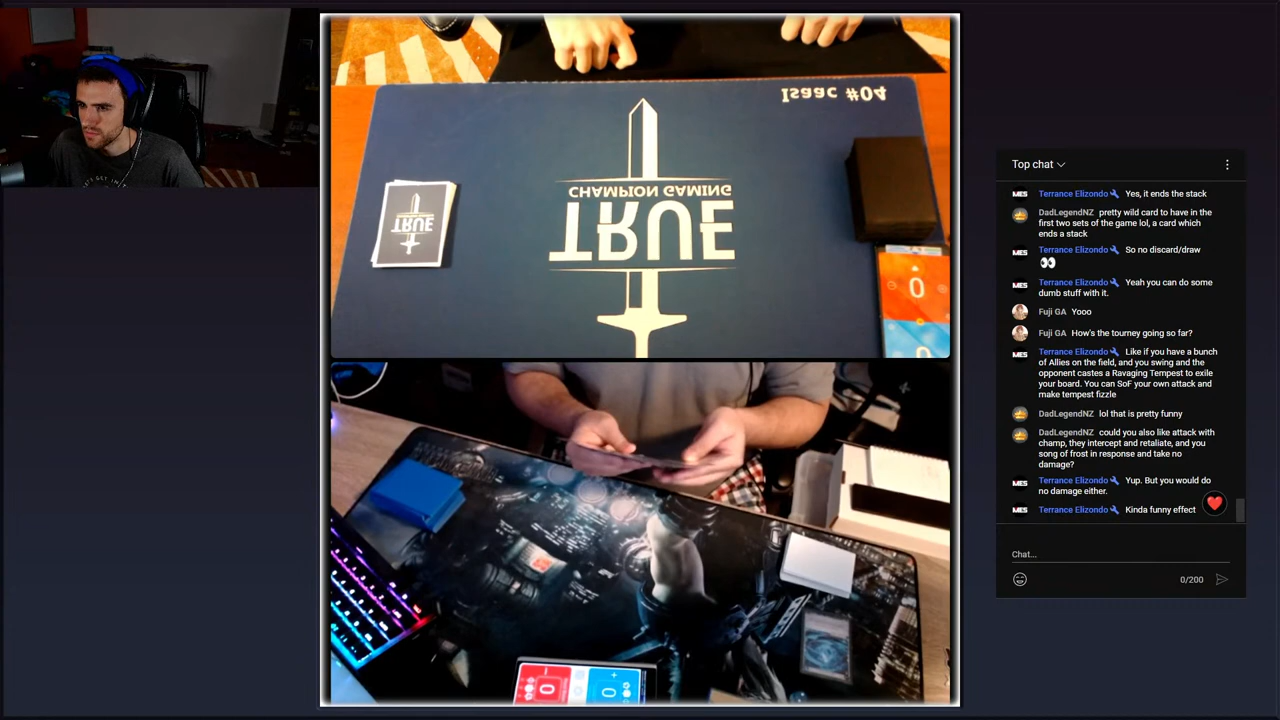 Isaac #04
CHAMPION GAMING
TRUE
TRUE
0
0
0
0
Top chat
Terrance Elizondo Yes, it ends the stack
DadLegendNZ pretty wild card to have in the
first two sets of the game lol, a card which
ends a stack
Terrance Elizondo So no discard/draw
👀
Terrance Elizondo Yeah you can do some
dumb stuff with it.
Fuji GA Yooo
Fuji GA How's the tourney going so far?
Terrance Elizondo Like if you have a bunch
of Allies on the field, and you swing and the
opponent castes a Ravaging Tempest to exile
your board. You can SoF your own attack and
make tempest fizzle
DadLegendNZ lol that is pretty funny
DadLegendNZ could you also like attack with
champ, they intercept and retaliate, and you
song of frost in response and take no
damage?
Terrance Elizondo Yup. But you would do
no damage either.
Terrance Elizondo Kinda funny effect
Chat...
0/200